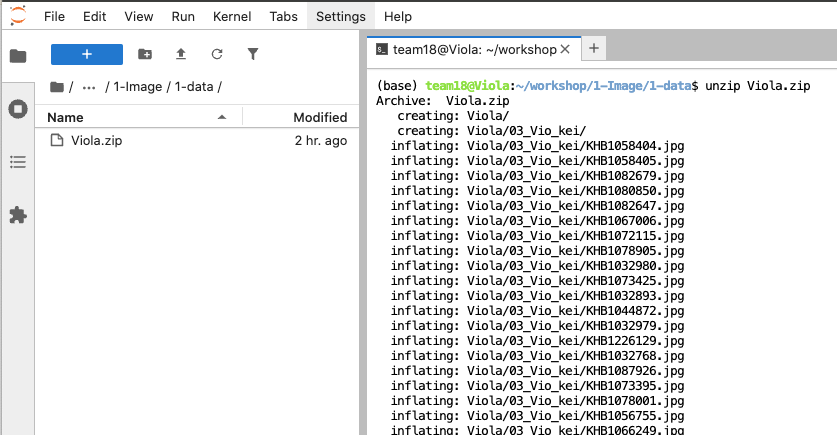 File Edit View Run Kernel Tabs Settings Help
+
/ ... / 1-Image / 1-data /
Name Modified
Viola.zip 2 hr. ago
team18@Viola: ~/workshop × +
(base) team18@Viola:~/workshop/1-Image/1-data$ unzip Viola.zip
Archive:  Viola.zip
   creating: Viola/
   creating: Viola/03_Vio_kei/
  inflating: Viola/03_Vio_kei/KHB1058404.jpg
  inflating: Viola/03_Vio_kei/KHB1058405.jpg
  inflating: Viola/03_Vio_kei/KHB1082679.jpg
  inflating: Viola/03_Vio_kei/KHB1080850.jpg
  inflating: Viola/03_Vio_kei/KHB1082647.jpg
  inflating: Viola/03_Vio_kei/KHB1067006.jpg
  inflating: Viola/03_Vio_kei/KHB1072115.jpg
  inflating: Viola/03_Vio_kei/KHB1078905.jpg
  inflating: Viola/03_Vio_kei/KHB1032980.jpg
  inflating: Viola/03_Vio_kei/KHB1073425.jpg
  inflating: Viola/03_Vio_kei/KHB1032893.jpg
  inflating: Viola/03_Vio_kei/KHB1044872.jpg
  inflating: Viola/03_Vio_kei/KHB1032979.jpg
  inflating: Viola/03_Vio_kei/KHB1226129.jpg
  inflating: Viola/03_Vio_kei/KHB1032768.jpg
  inflating: Viola/03_Vio_kei/KHB1087926.jpg
  inflating: Viola/03_Vio_kei/KHB1073395.jpg
  inflating: Viola/03_Vio_kei/KHB1078001.jpg
  inflating: Viola/03_Vio_kei/KHB1056755.jpg
  inflating: Viola/03_Vio_kei/KHB1066249.jpg